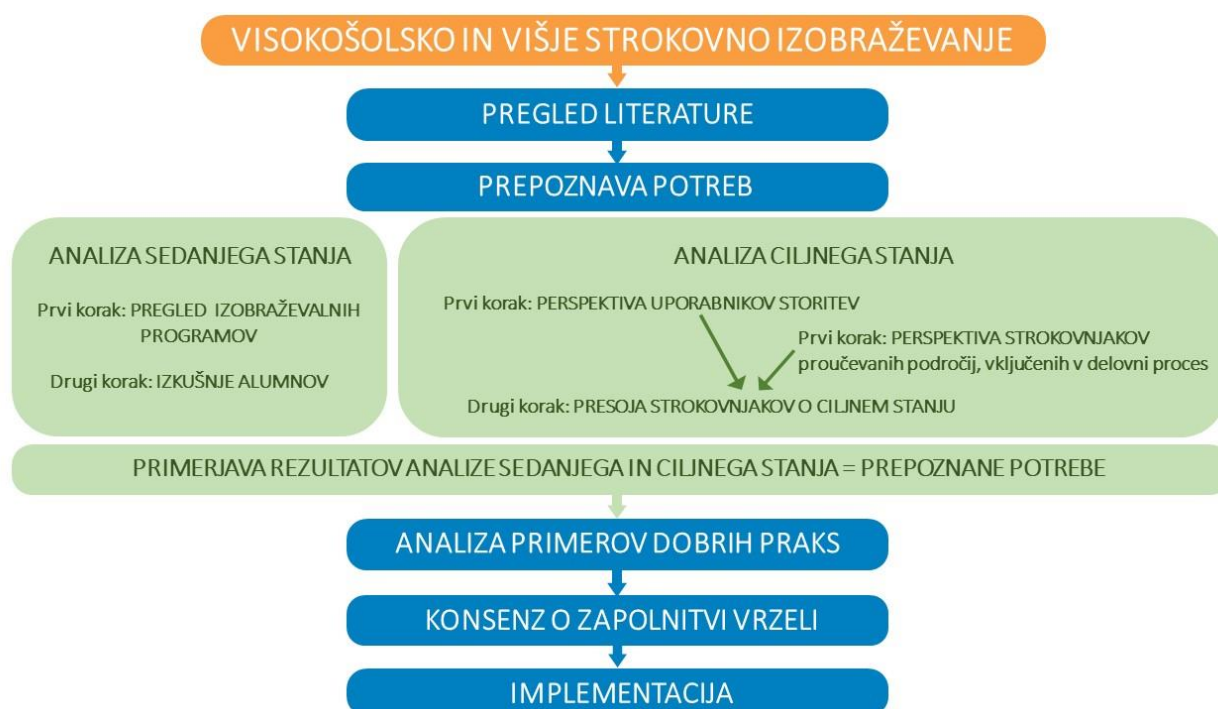 VISOKOŠOLSKO IN VIŠJE STROKOVNO IZOBRAŽEVANJE
PREGLED LITERATURE
PREPOZNAVA POTREB
ANALIZA SEDANJEGA STANJA
Prvi korak: PREGLED IZOBRAŽEVALNIH
PROGRAMOV
Drugi korak: IZKUŠNJE ALUMNOV
ANALIZA CILJNEGA STANJA
Prvi korak: PERSPEKTIVA UPORABNIKOV STORITEV
Prvi korak: PERSPEKTIVA STROKOVNJAKOV
proučevanih področij, vključenih v delovni proces
Drugi korak: PRESOJA STROKOVNJAKOV O CILJNEM STANJU
PRIMERJAVA REZULTATOV ANALIZE SEDANJEGA IN CILJNEGA STANJA = PREPOZNANE POTREBE
ANALIZA PRIMEROV DOBRIH PRAKS
KONSENZ O ZAPOLNITVI VRZELI
IMPLEMENTACIJA